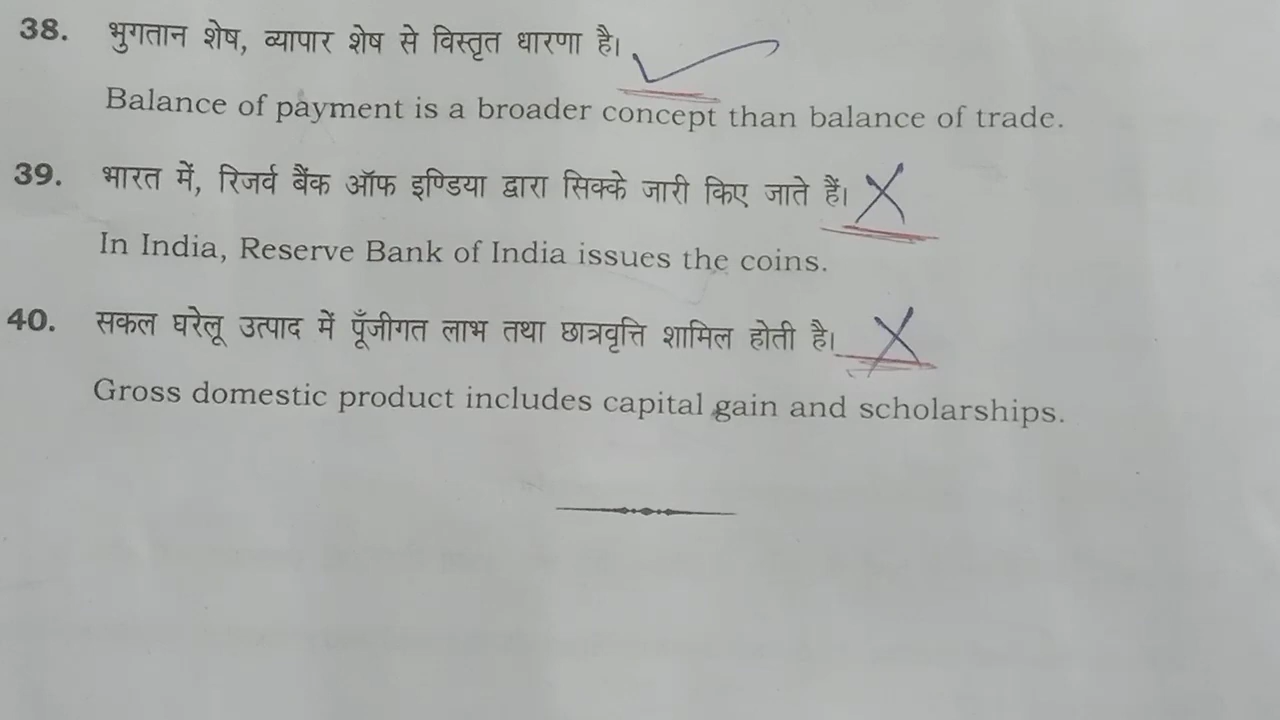 38. भुगतान शेष, व्यापार शेष से विस्तृत धारणा है।
Balance of payment is a broader concept than balance of trade.
39. भारत में, रिजर्व बैंक ऑफ इण्डिया द्वारा सिक्के जारी किए जाते हैं।
In India, Reserve Bank of India issues the coins.
40. सकल घरेलू उत्पाद में पूँजीगत लाभ तथा छात्रवृत्ति शामिल होती है।
Gross domestic product includes capital gain and scholarships.